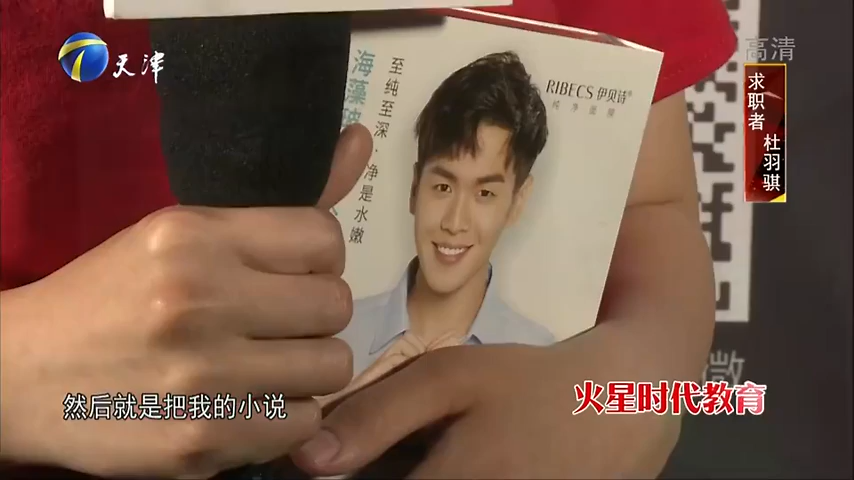 天津
高清
求职者
杜羽骐
RIBECS 伊贝诗®
至纯至深·净是水嫩
海藻玻
微
然后就是把我的小说
火星时代教育